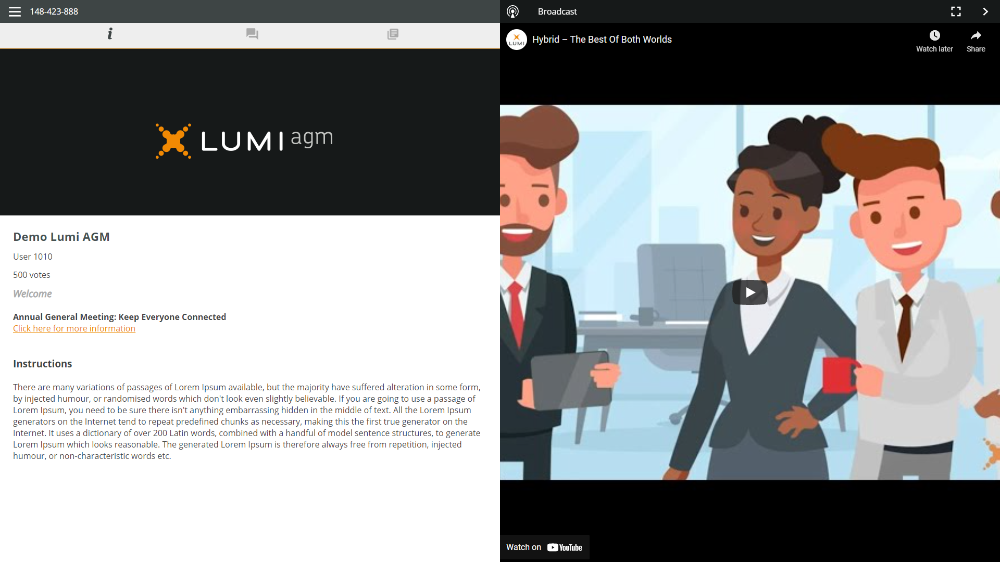 148-423-888
LUMI agm
Demo Lumi AGM
User 1010
500 votes
Welcome
Annual General Meeting: Keep Everyone Connected
Click here for more information
Instructions
There are many variations of passages of Lorem Ipsum available, but the majority have suffered alteration in some form,
by injected humour, or randomised words which don't look even slightly believable. If you are going to use a passage of
Lorem Ipsum, you need to be sure there isn't anything embarrassing hidden in the middle of text. All the Lorem Ipsum
generators on the Internet tend to repeat predefined chunks as necessary, making this the first true generator on the
Internet. It uses a dictionary of over 200 Latin words, combined with a handful of model sentence structures, to generate
Lorem Ipsum which looks reasonable. The generated Lorem Ipsum is therefore always free from repetition, injected
humour, or non-characteristic words etc.
Broadcast
LUMI
Hybrid – The Best Of Both Worlds
Watch later
Share
Watch on YouTube